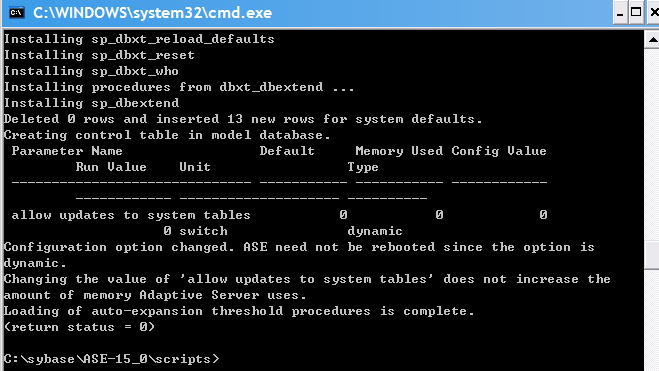 C:\WINDOWS\system32\cmd.exe
Installing sp_dbxt_reload_defaults
Installing sp_dbxt_reset
Installing sp_dbxt_who
Installing procedures from dbxt_dbextend ...
Installing sp_dbextend
Deleted 0 rows and inserted 13 new rows for system defaults.
Creating control table in model database.
 Parameter Name                 Default     Memory Used Config Value
         Run Value    Unit                 Type
 ------------------------------ ----------- ----------- ------------
         ------------ -------------------- ----------
 allow updates to system tables           0           0            0
                    0 switch               dynamic
Configuration option changed. ASE need not be rebooted since the option is
dynamic.
Changing the value of 'allow updates to system tables' does not increase the
amount of memory Adaptive Server uses.
Loading of auto-expansion threshold procedures is complete.
(return status = 0)
C:\sybase\ASE-15_0\scripts>